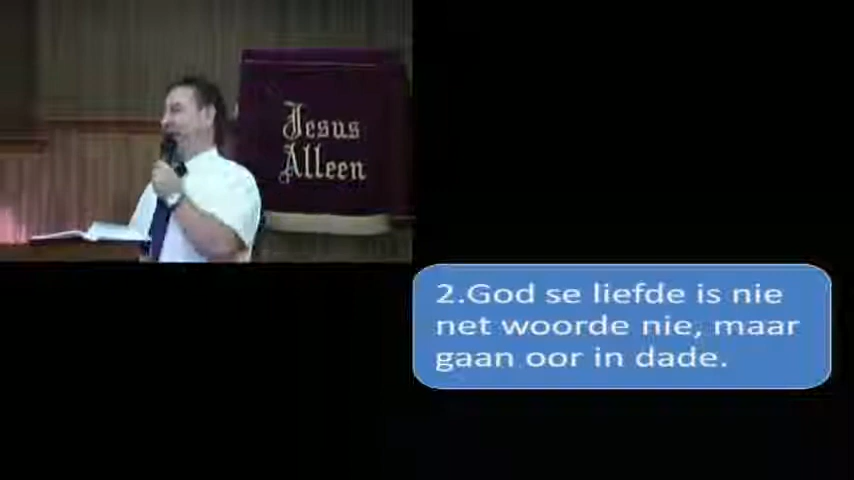 Jesus
Alleen
2.God se liefde is nie
net woorde nie, maar
gaan oor in dade.